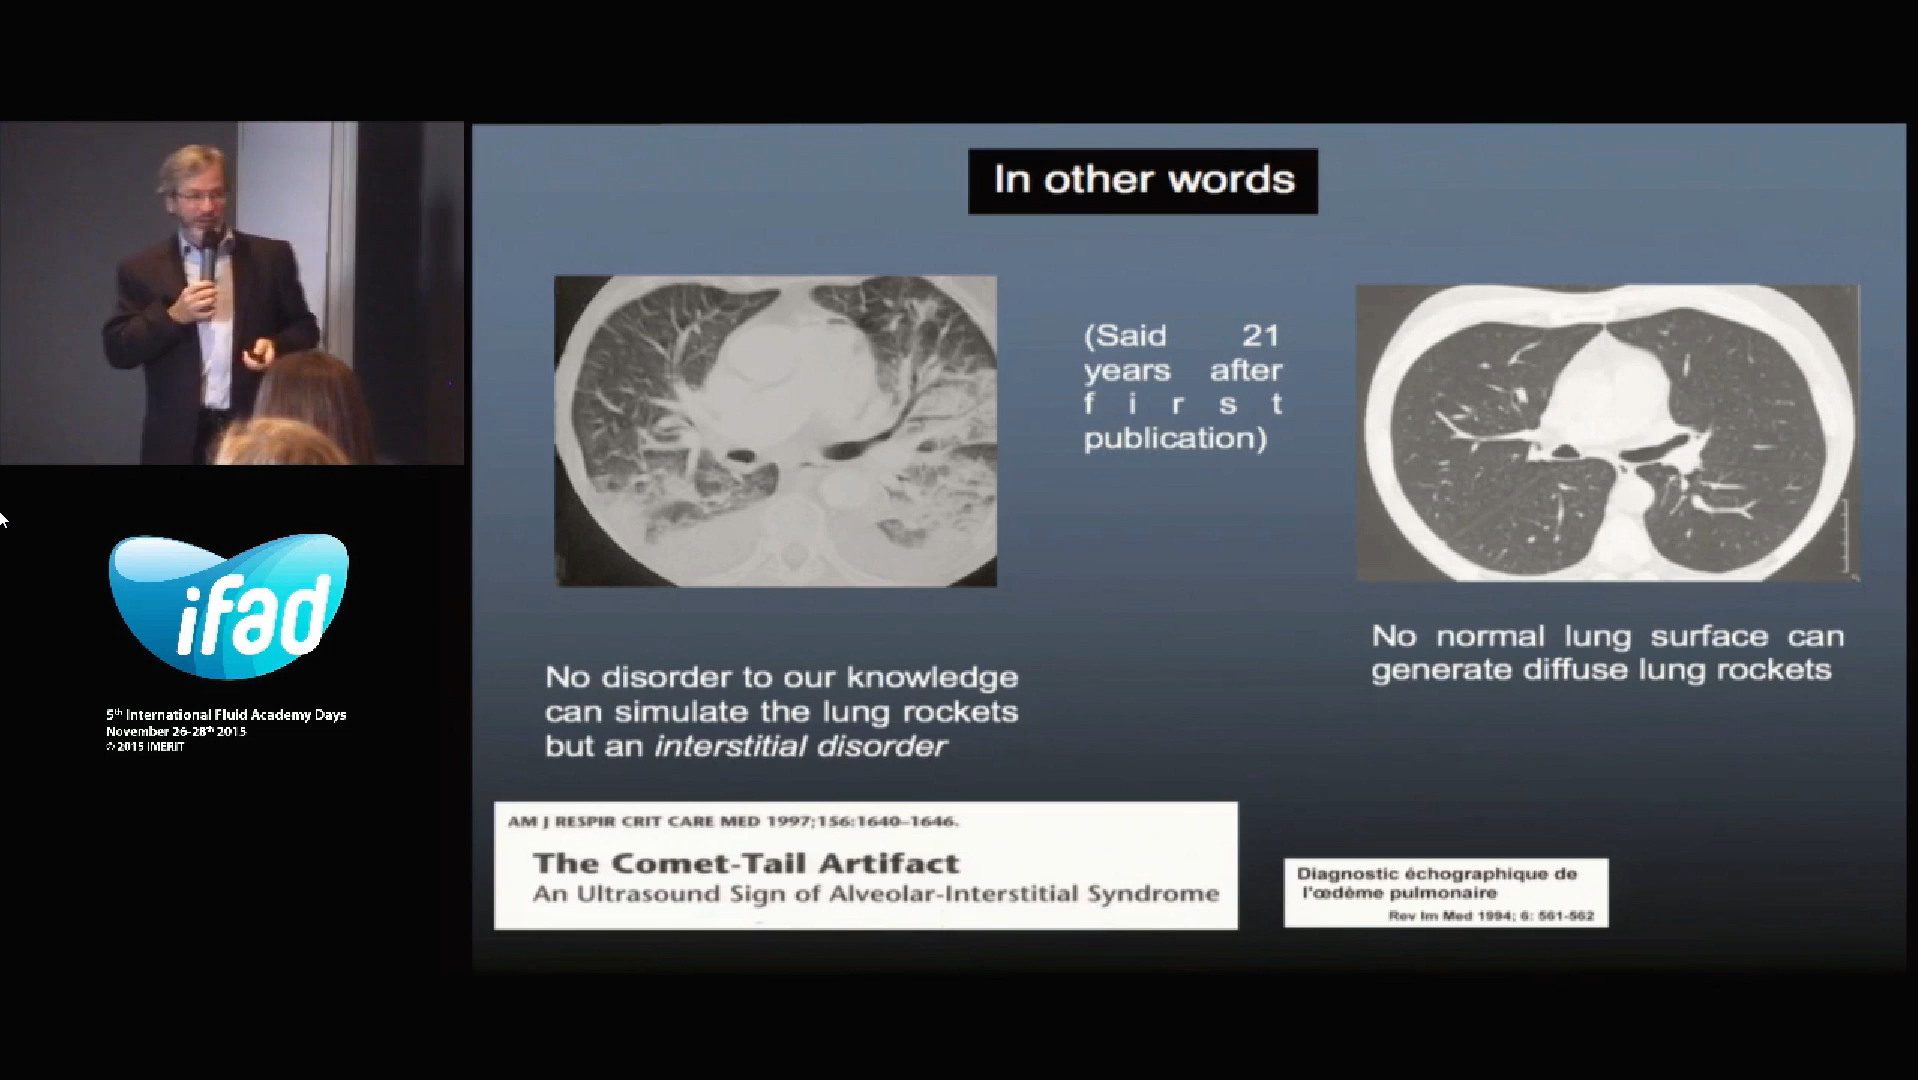 In other words
(Said 21
years after
f i r s t
publication)
No disorder to our knowledge
can simulate the lung rockets
but an interstitial disorder
No normal lung surface can
generate diffuse lung rockets
AM J RESPIR CRIT CARE MED 1997;156:1640–1646.
The Comet-Tail Artifact
An Ultrasound Sign of Alveolar-Interstitial Syndrome
Diagnostic échographique de
l'œdème pulmonaire
Rev Im Med 1994; 6: 561-562
ifad
5th International Fluid Academy Days
November 26-28th 2015
© 2015 IMERIT